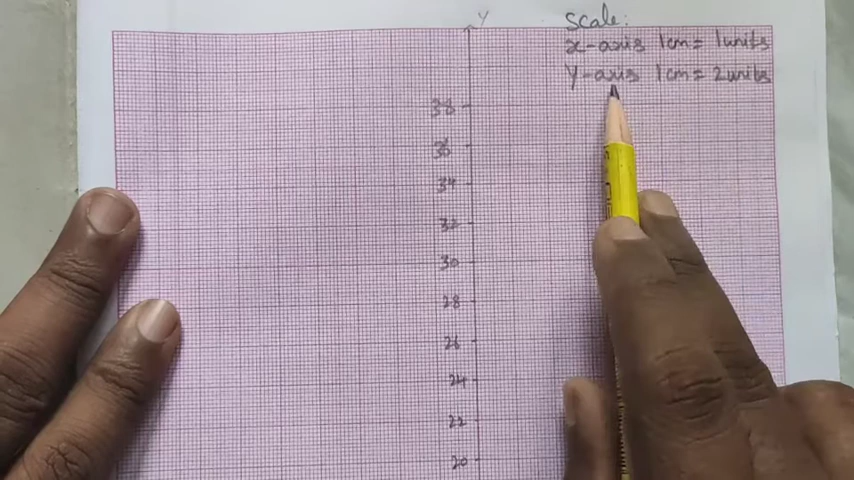 Y
Scale:
x-axis 1cm = 1units
Y-axis 1cm = 2units
38
36
34
32
30
28
26
24
22
20